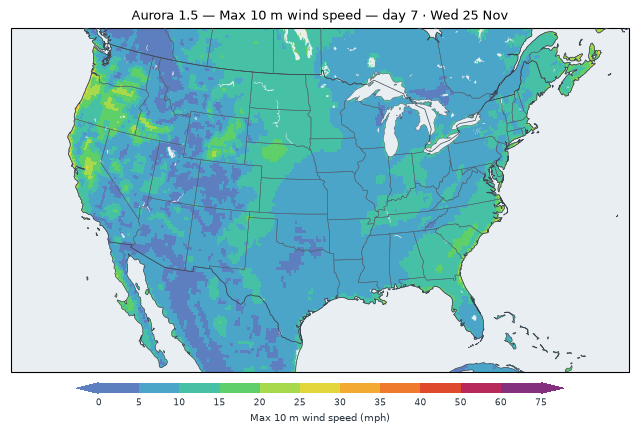 Aurora 1.5 — Max 10 m wind speed — day 7 · Wed 25 Nov
0 5 10 15 20 25 30 35 40 50 60 75
Max 10 m wind speed (mph)